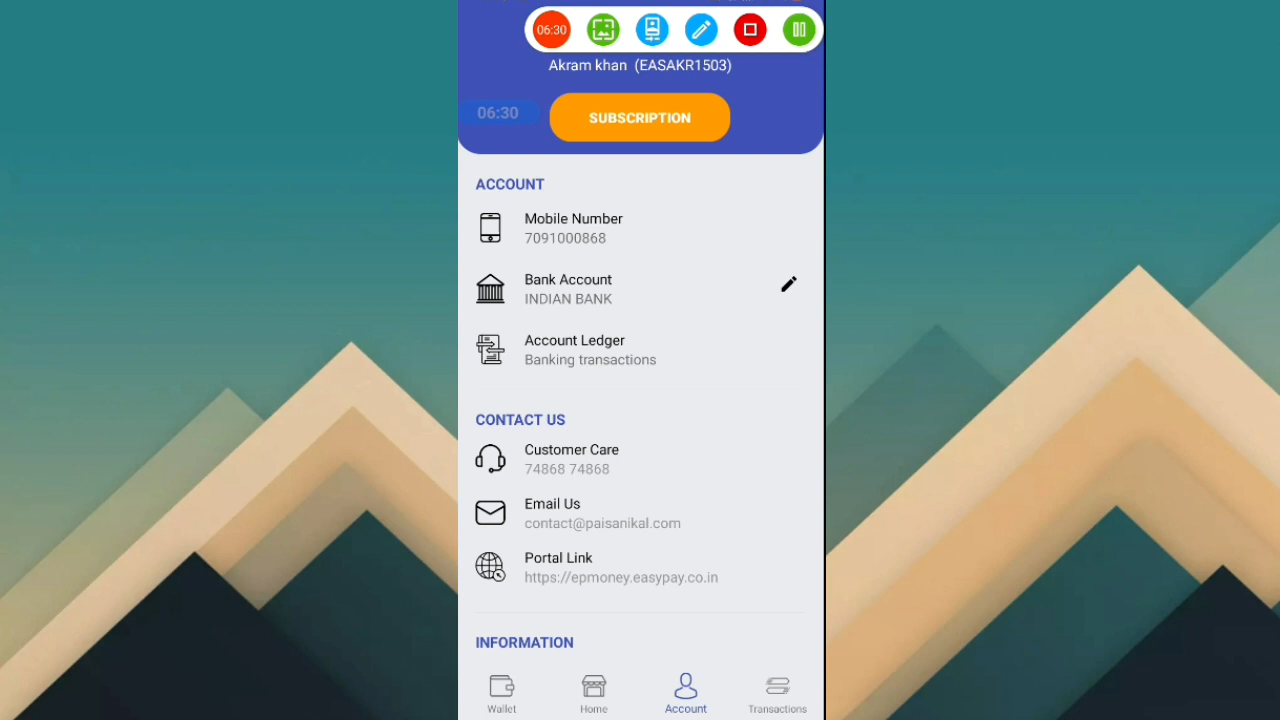 06:30
Akram khan (EASAKR1503)
06:30
SUBSCRIPTION
ACCOUNT
Mobile Number
7091000868
Bank Account
INDIAN BANK
Account Ledger
Banking transactions
CONTACT US
Customer Care
74868 74868
Email Us
contact@paisanikal.com
Portal Link
https://epmoney.easypay.co.in
INFORMATION
Wallet
Home
Account
Transactions